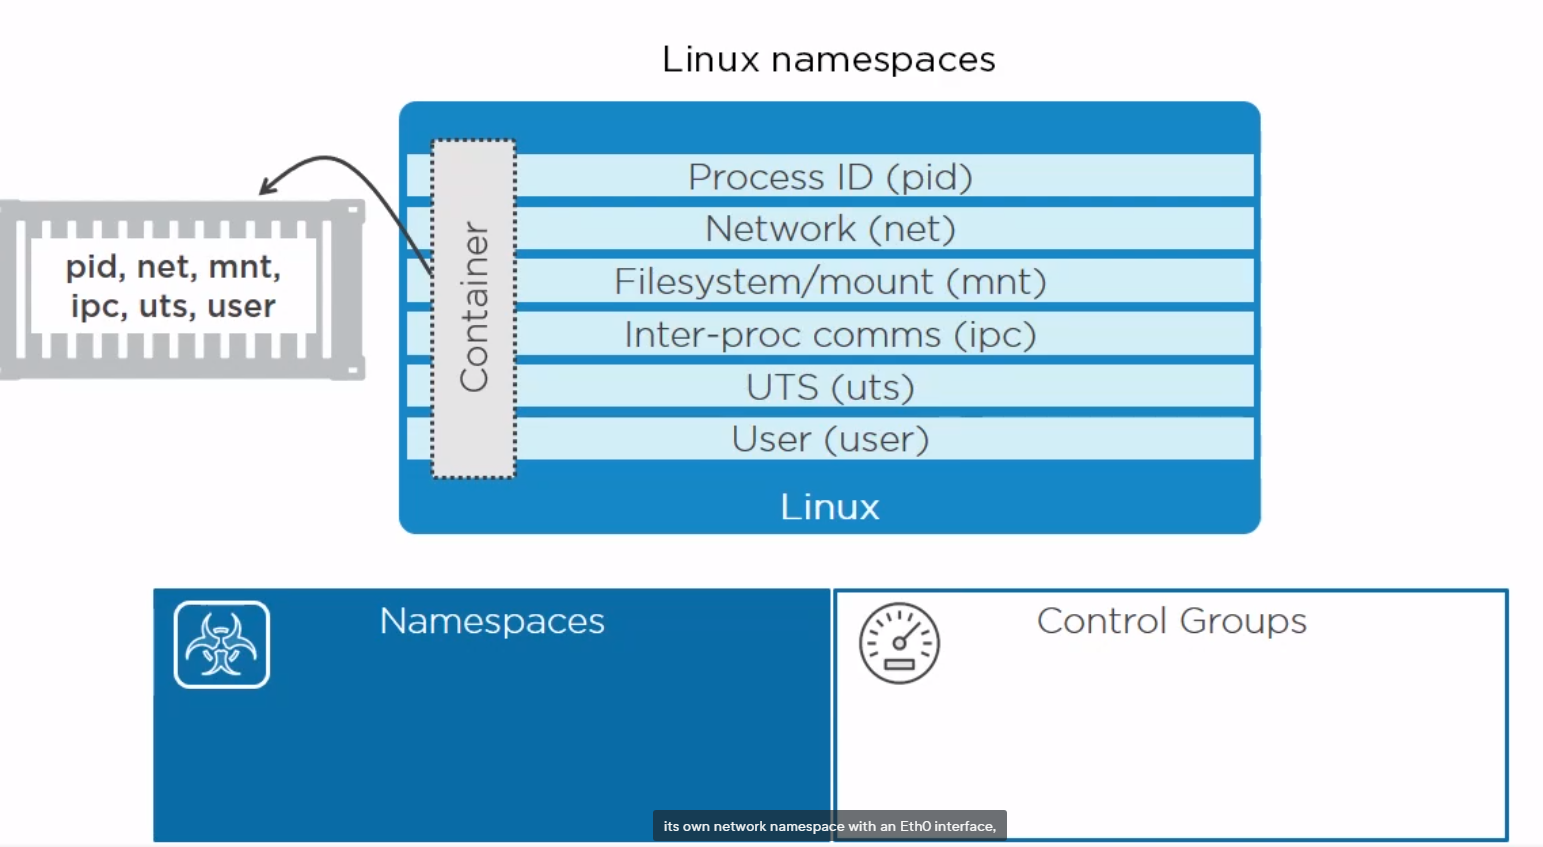 Linux namespaces
Process ID (pid)
Network (net)
Filesystem/mount (mnt)
Inter-proc comms (ipc)
UTS (uts)
User (user)
Linux
Container
pid, net, mnt,
ipc, uts, user
Namespaces
Control Groups
its own network namespace with an Eth0 interface,